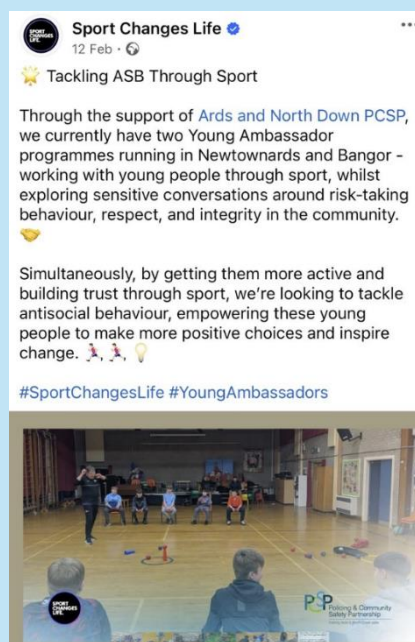 SPORT
CHANGES
LIFE.
Sport Changes Life
12 Feb ·
Tackling ASB Through Sport
Through the support of Ards and North Down PCSP,
we currently have two Young Ambassador
programmes running in Newtownards and Bangor -
working with young people through sport, whilst
exploring sensitive conversations around risk-taking
behaviour, respect, and integrity in the community.
Simultaneously, by getting them more active and
building trust through sport, we're looking to tackle
antisocial behaviour, empowering these young
people to make more positive choices and inspire
change.
#SportChangesLife #YoungAmbassadors
SPORT
CHANGES
LIFE.
PCSP
Policing & Community
Safety Partnership